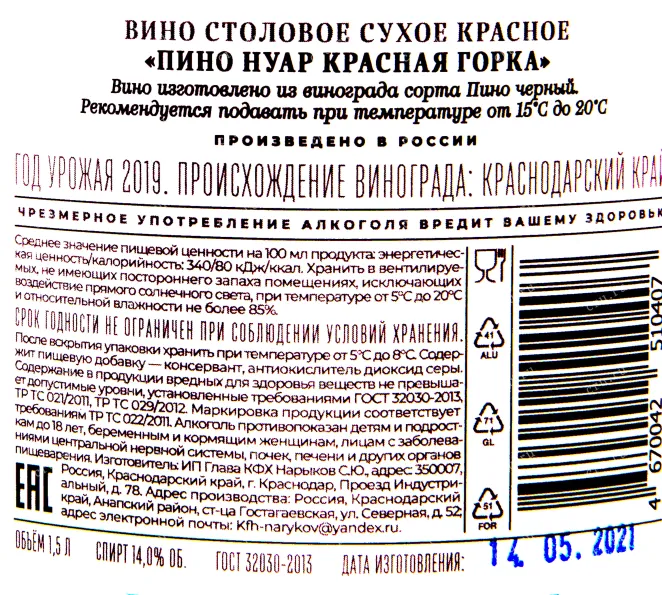 ВИНО СТОЛОВОЕ СУХОЕ КРАСНОЕ
«ПИНО НУАР КРАСНАЯ ГОРКА»
Вино изготовлено из винограда сорта Пино черный.
Рекомендуется подавать при температуре от 15°С до 20°С
ПРОИЗВЕДЕНО В РОССИИ
ГОД УРОЖАЯ 2019. ПРОИСХОЖДЕНИЕ ВИНОГРАДА: КРАСНОДАРСКИЙ КРАЙ
ЧРЕЗМЕРНОЕ УПОТРЕБЛЕНИЕ АЛКОГОЛЯ ВРЕДИТ ВАШЕМУ ЗДОРОВЬЮ
Среднее значение пищевой ценности на 100 мл продукта: энергетичес-
кая ценность/калорийность: 340/80 кДж/ккал. Хранить в вентилируе-
мых, не имеющих постороннего запаха помещениях, исключающих
воздействие прямого солнечного света, при температуре от 5°С до 20°С
и относительной влажности не более 85%.
СРОК ГОДНОСТИ НЕ ОГРАНИЧЕН ПРИ СОБЛЮДЕНИИ УСЛОВИЙ ХРАНЕНИЯ.
После вскрытия упаковки хранить при температуре от 5°С до 8°С. Содер-
жит пищевую добавку — консервант, антиокислитель диоксид серы.
Содержание в продукции вредных для здоровья веществ не превыша-
ет допустимые уровни, установленные требованиями ГОСТ 32030-2013,
ТР ТС 021/2011, ТР ТС 029/2012. Маркировка продукции соответствует
требованиям ТР ТС 022/2011. Алкоголь противопоказан детям и подрост-
кам до 18 лет, беременным и кормящим женщинам, лицам с заболева-
ниями центральной нервной системы, почек, печени и других органов
пищеварения. Изготовитель: ИП Глава КФХ Нарыков С.Ю., адрес: 350007,
Россия, Краснодарский край, г. Краснодар, Проезд Индустри-
альный, д. 78. Адрес производства: Россия, Краснодарский
край, Анапский район, ст-ца Гостагаевская, ул. Северная, д. 52;
адрес электронной почты: Kfh-narykov@yandex.ru.
EAC
41
ALU
71
GL
51
FOR
4 670042 510407
ОБЪЁМ 1,5 Л СПИРТ 14,0% ОБ. ГОСТ 32030-2013 ДАТА ИЗГОТОВЛЕНИЯ: 14.05.2021